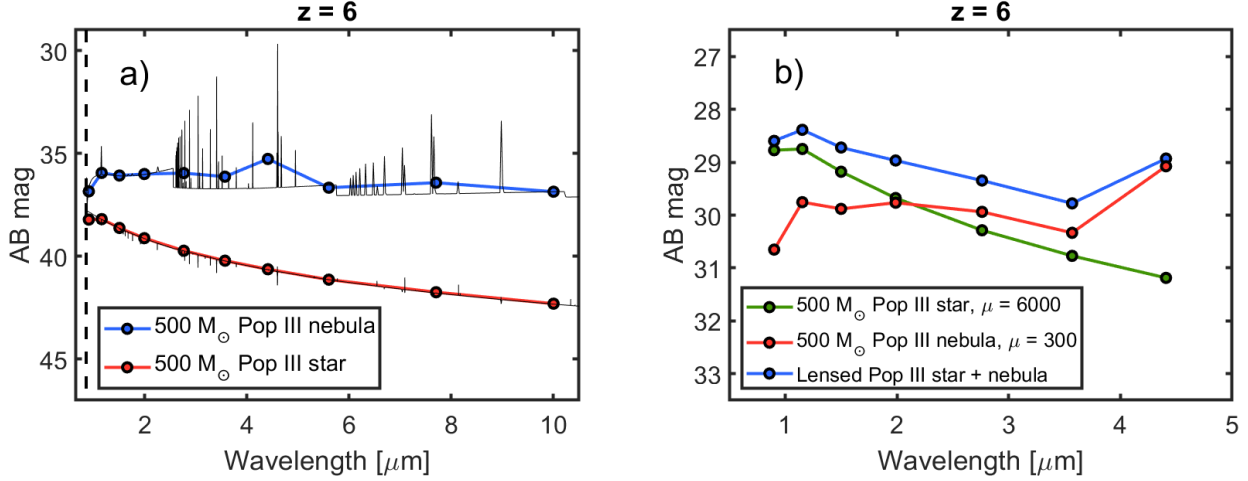 z = 6
a)
AB mag
30
35
40
45
500 M⊙ Pop III nebula
500 M⊙ Pop III star
2
4
6
8
10
Wavelength [μm]
z = 6
b)
AB mag
27
28
29
30
31
32
33
500 M⊙ Pop III star, μ = 6000
500 M⊙ Pop III nebula, μ = 300
Lensed Pop III star + nebula
1
2
3
4
5
Wavelength [μm]